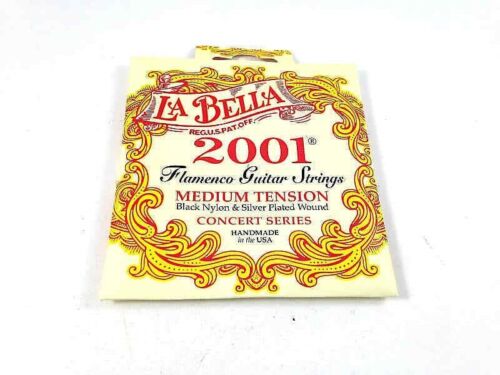 LA BELLA
REG.U.S.PAT.OFF.
2001®
Flamenco Guitar Strings
MEDIUM TENSION
Black Nylon & Silver Plated Wound
CONCERT SERIES
HANDMADE
in the USA